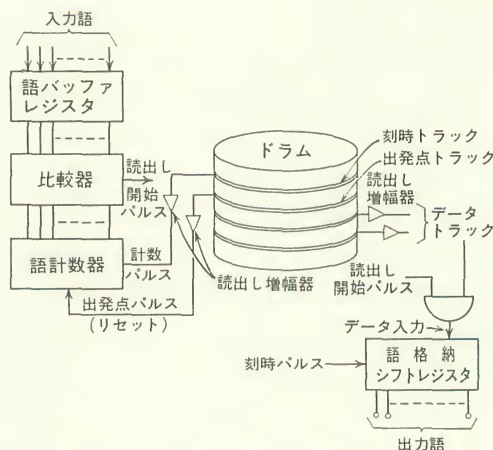 入力語
語バッファ
レジスタ
比較器
読出し
開始
パルス
語計数器
計数
パルス
出発点パルス
(リセット)
読出し増幅器
ドラム
刻時トラック
出発点トラック
読出し
増幅器
データ
トラック
読出し
開始パルス
データ入力
刻時パルス
語格納
シフトレジスタ
出力語